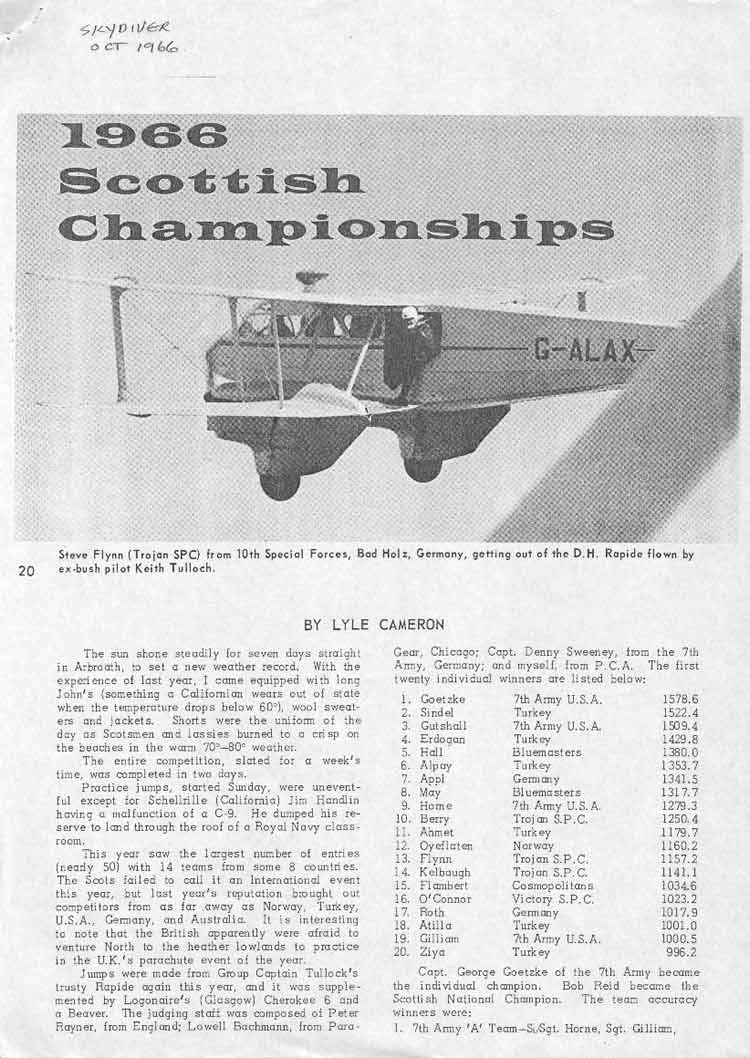 SKYDIVER
OCT 1966
1966
Scottish
Championships
G-ALAX
Steve Flynn (Trojan SPC) from 10th Special Forces, Bad Holz, Germany, getting out of the D.H. Rapide flown by
20 ex-bush pilot Keith Tulloch.
BY LYLE CAMERON
The sun shone steadily for seven days straight
in Arbroath, to set a new weather record. With the
experience of last year, I came equipped with long
John's (something a Californian wears out of state
when the temperature drops below 60°), wool sweat-
ers and jackets. Shorts were the uniform of the
day as Scotsmen and lassies burned to a crisp on
the beaches in the warm 70°—80° weather.
The entire competition, slated for a week's
time, was completed in two days.
Practice jumps, started Sunday, were unevent-
ful except for Schellrille (California) Jim Handlin
having a malfunction of a C-9. He dumped his re-
serve to land through the roof of a Royal Navy class-
room.
This year saw the largest number of entries
(nearly 50) with 14 teams from some 8 countries.
The Scots failed to call it an International event
this year, but last year's reputation brought out
competitors from as far away as Norway, Turkey,
U.S.A., Germany, and Australia. It is interesting
to note that the British apparently were afraid to
venture North to the heather lowlands to practice
in the U.K.'s parachute event of the year.
Jumps were made from Group Captain Tullock's
trusty Rapide again this year, and it was supple-
mented by Logonaire's (Glasgow) Cherokee 6 and
a Beaver. The judging staff was composed of Peter
Rayner, from England; Lowell Bachmann, from Para-
Gear, Chicago; Capt. Denny Sweeney, from the 7th
Army, Germany; and myself, from P.C.A. The first
twenty individual winners are listed below:
1. Goetzke 7th Army U.S.A. 1578.6
2. Sindel Turkey 1522.4
3. Gutshall 7th Army U.S.A. 1509.4
4. Erdogan Turkey 1429.8
5. Hall Bluemasters 1380.0
6. Alpay Turkey 1353.7
7. Appl Germany 1341.5
8. May Bluemasters 1317.7
9. Horne 7th Army U.S.A. 1279.3
10. Berry Trojan S.P.C. 1250.4
11. Ahmet Turkey 1179.7
12. Oyeflaten Norway 1160.2
13. Flynn Trojan S.P.C. 1157.2
14. Kelbaugh Trojan S.P.C. 1141.1
15. Flambert Cosmopolitans 1034.6
16. O'Connor Victory S.P.C. 1023.2
17. Roth Germany 1017.9
18. Atilla Turkey 1001.0
19. Gilliam 7th Army U.S.A. 1000.5
20. Ziya Turkey 996.2
Capt. George Goetzke of the 7th Army became
the individual champion. Bob Reid became the
Scottish National Champion. The team accuracy
winners were:
1. 7th Army 'A' Team—S/Sgt. Horne, Sgt. Gilliam,